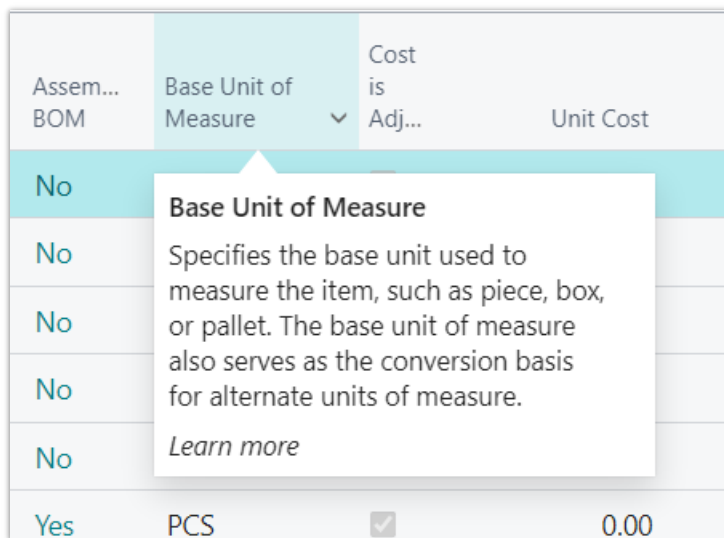 Assem...
BOM
Base Unit of
Measure
Cost
is
Adj...
Unit Cost
No
Base Unit of Measure
No
Specifies the base unit used to
measure the item, such as piece, box,
No
or pallet. The base unit of measure
also serves as the conversion basis
No
for alternate units of measure.
No
Learn more
Yes PCS 0.00